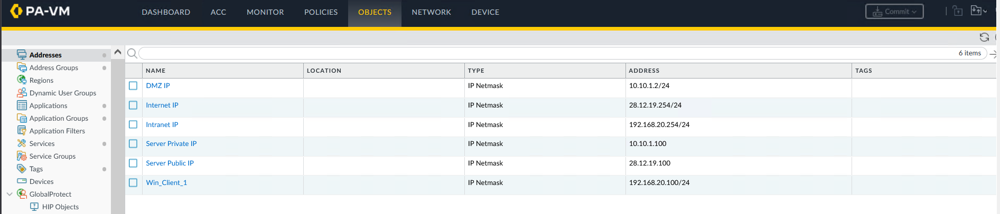 PA-VM DASHBOARD ACC MONITOR POLICIES OBJECTS NETWORK DEVICE Commit
6 items
Addresses
Address Groups
Regions
Dynamic User Groups
Applications
Application Groups
Application Filters
Services
Service Groups
Tags
Devices
GlobalProtect
HIP Objects
NAME LOCATION TYPE ADDRESS TAGS
DMZ IP IP Netmask 10.10.1.2/24
Internet IP IP Netmask 28.12.19.254/24
Intranet IP IP Netmask 192.168.20.254/24
Server Private IP IP Netmask 10.10.1.100
Server Public IP IP Netmask 28.12.19.100
Win_Client_1 IP Netmask 192.168.20.100/24